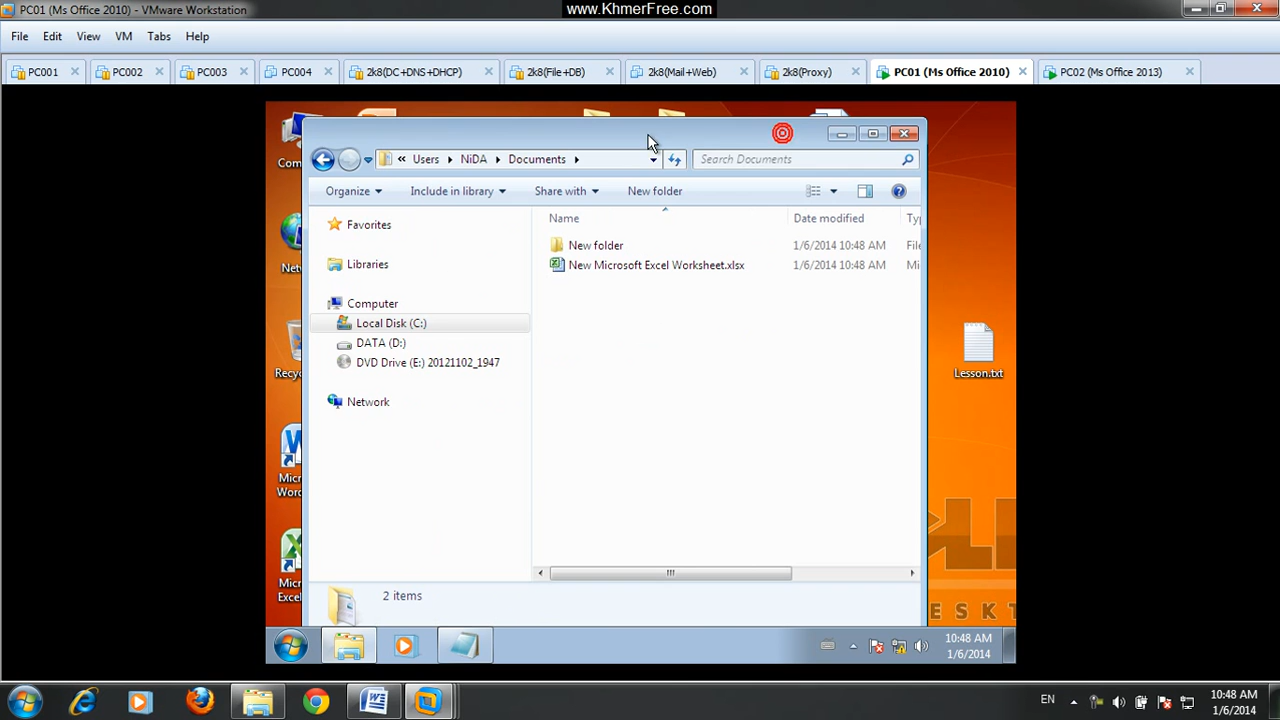 PC01 (Ms Office 2010) - VMware Workstation
www.KhmerFree.com
File Edit View VM Tabs Help
PC001 PC002 PC003 PC004 2k8(DC+DNS+DHCP) 2k8(File+DB) 2k8(Mail+Web) 2k8(Proxy) PC01 (Ms Office 2010) PC02 (Ms Office 2013)
Users NiDA Documents Search Documents
Organize Include in library Share with New folder
Name Date modified
Favorites
New folder 1/6/2014 10:48 AM
Libraries
New Microsoft Excel Worksheet.xlsx 1/6/2014 10:48 AM
Computer
Local Disk (C:)
DATA (D:)
DVD Drive (E:) 20121102_1947
Lesson.txt
Network
2 items
10:48 AM
1/6/2014
EN
10:48 AM
1/6/2014